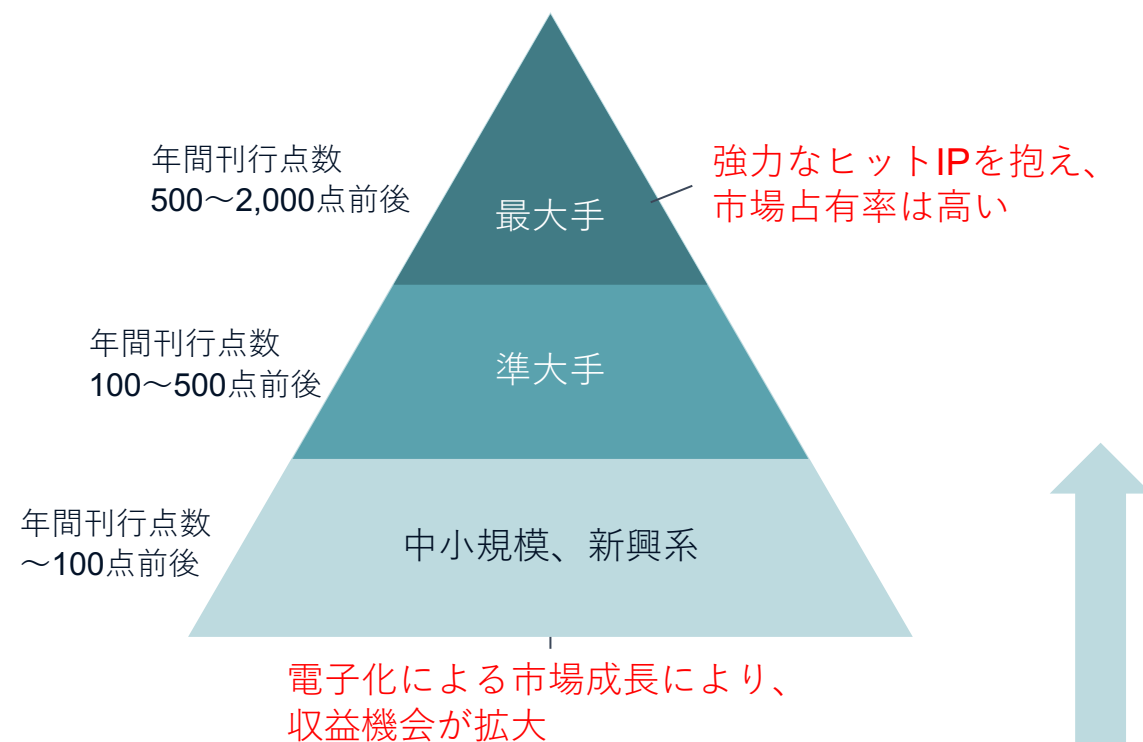 年間刊行点数
500～2,000点前後
最大手
強力なヒットIPを抱え、
市場占有率は高い
年間刊行点数
100～500点前後
準大手
年間刊行点数
～100点前後
中小規模、新興系
電子化による市場成長により、
収益機会が拡大